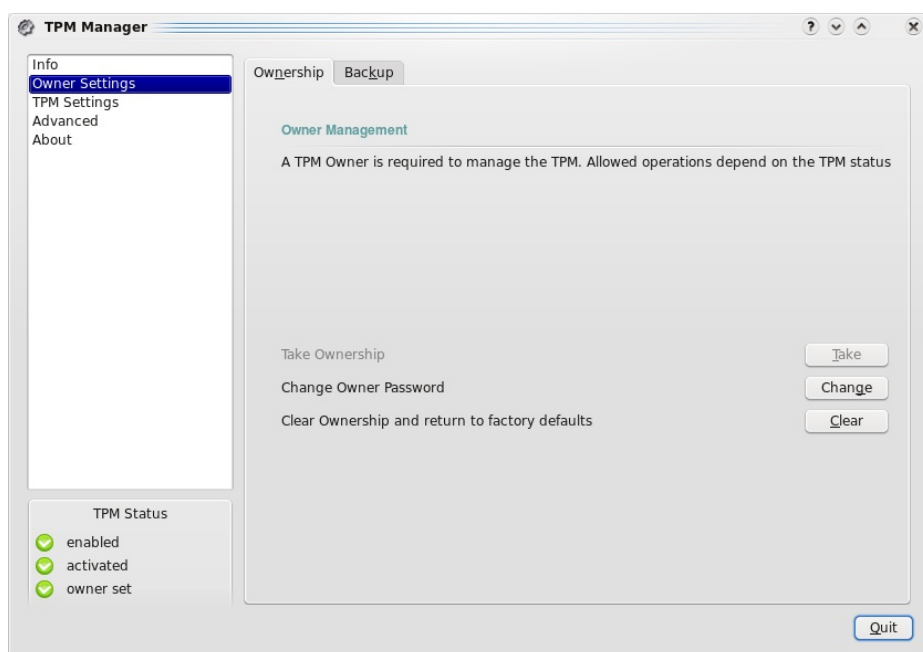 TPM Manager
?
Info
Owner Settings
TPM Settings
Advanced
About
Ownership
Backup
Owner Management
A TPM Owner is required to manage the TPM. Allowed operations depend on the TPM status
Take Ownership
Take
Change Owner Password
Change
Clear Ownership and return to factory defaults
Clear
TPM Status
enabled
activated
owner set
Quit